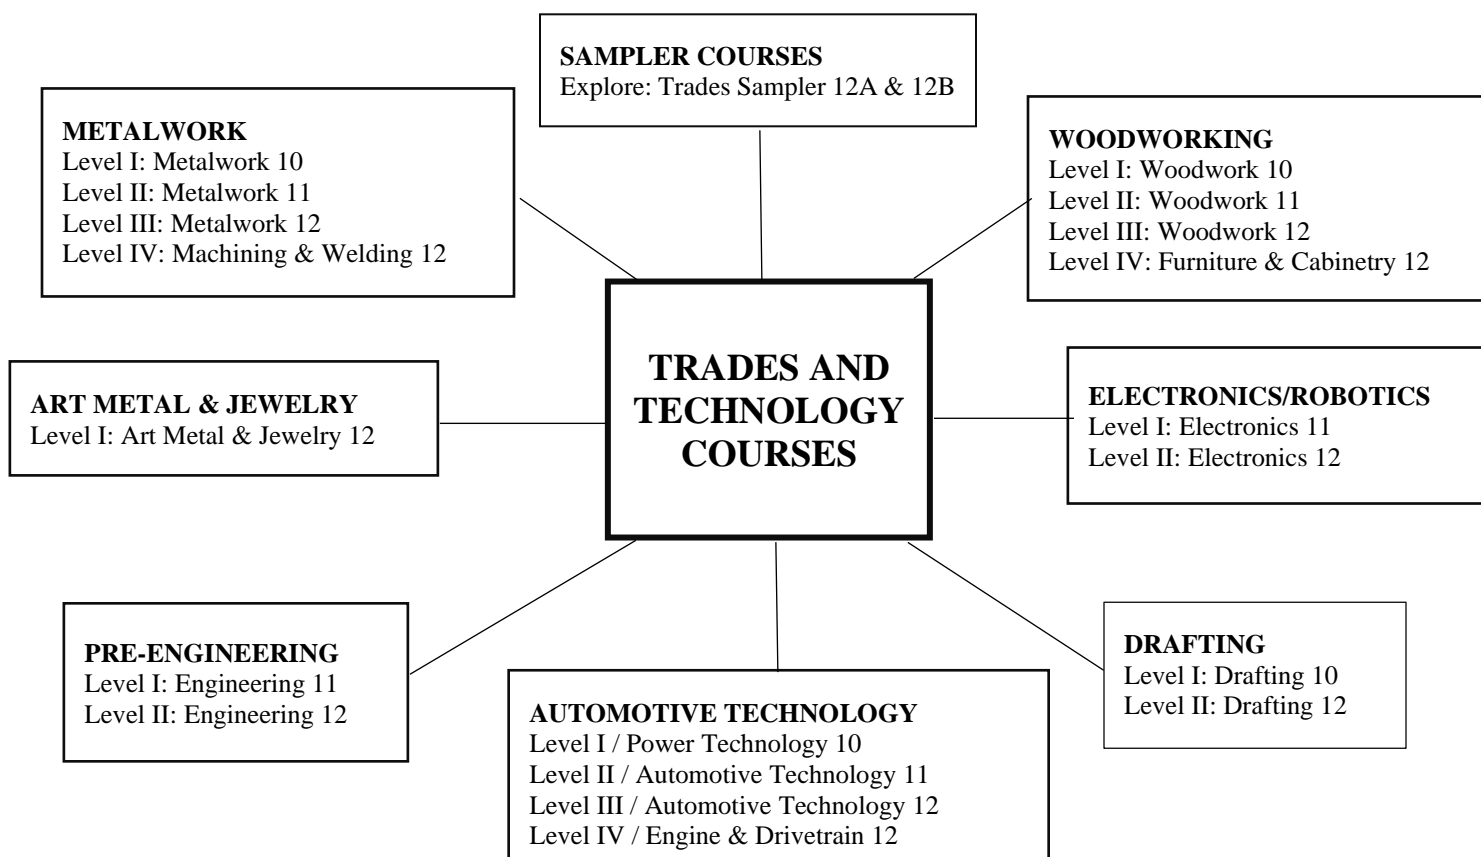 SAMPLER COURSES
Explore: Trades Sampler 12A & 12B
METALWORK
Level I: Metalwork 10
Level II: Metalwork 11
Level III: Metalwork 12
Level IV: Machining & Welding 12
WOODWORKING
Level I: Woodwork 10
Level II: Woodwork 11
Level III: Woodwork 12
Level IV: Furniture & Cabinetry 12
TRADES AND
TECHNOLOGY
COURSES
ART METAL & JEWELRY
Level I: Art Metal & Jewelry 12
ELECTRONICS/ROBOTICS
Level I: Electronics 11
Level II: Electronics 12
PRE-ENGINEERING
Level I: Engineering 11
Level II: Engineering 12
AUTOMOTIVE TECHNOLOGY
Level I / Power Technology 10
Level II / Automotive Technology 11
Level III / Automotive Technology 12
Level IV / Engine & Drivetrain 12
DRAFTING
Level I: Drafting 10
Level II: Drafting 12